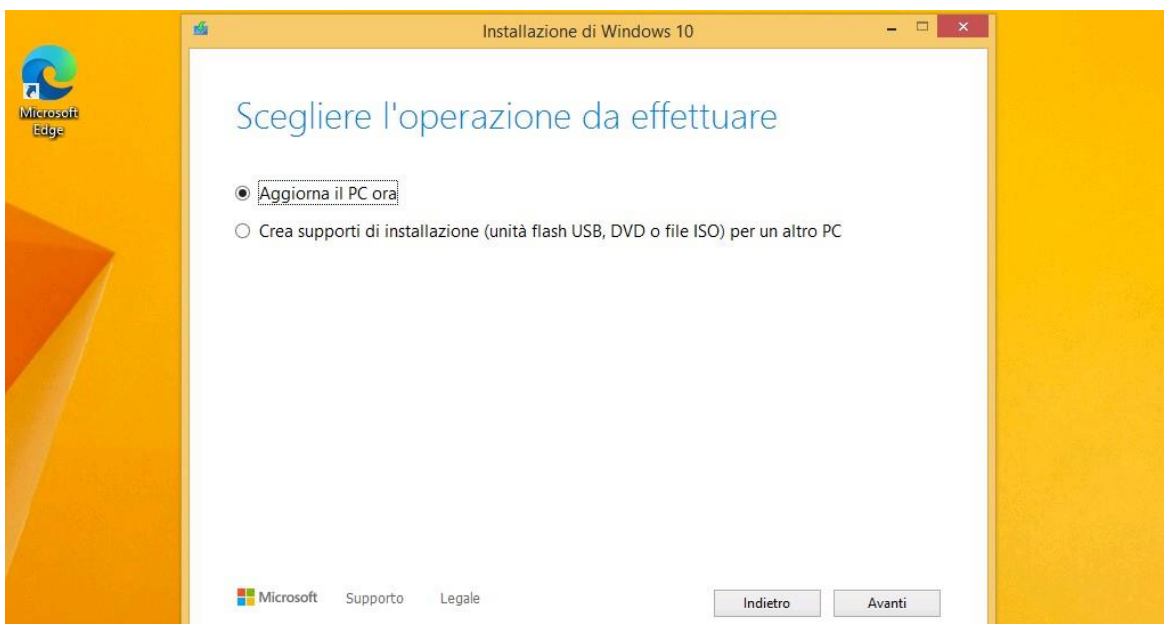 Installazione di Windows 10
Microsoft
Edge
Scegliere l'operazione da effettuare
Aggiorna il PC ora
Crea supporti di installazione (unità flash USB, DVD o file ISO) per un altro PC
Microsoft Supporto Legale
Indietro Avanti